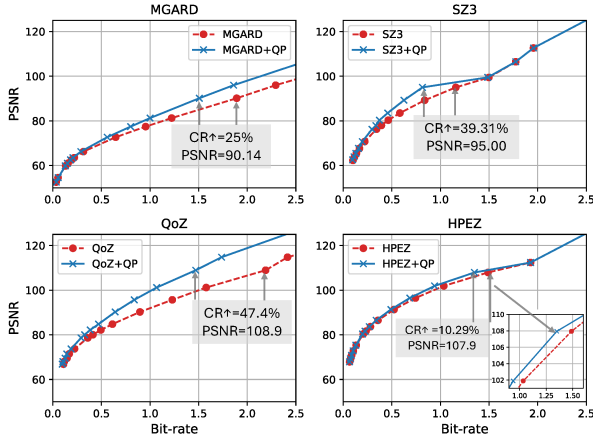 MGARD
PSNR
120
100
80
60
0.0 0.5 1.0 1.5 2.0 2.5
MGARD
MGARD+QP
CR↑=25%
PSNR=90.14
SZ3
120
100
80
60
0.0 0.5 1.0 1.5 2.0 2.5
SZ3
SZ3+QP
CR↑=39.31%
PSNR=95.00
QoZ
PSNR
120
100
80
60
0.0 0.5 1.0 1.5 2.0 2.5
Bit-rate
QoZ
QoZ+QP
CR↑=47.4%
PSNR=108.9
HPEZ
120
100
80
60
0.0 0.5 1.0 1.5 2.0 2.5
Bit-rate
HPEZ
HPEZ+QP
CR↑=10.29%
PSNR=107.9
110
108
106
104
102
1.00 1.25 1.50